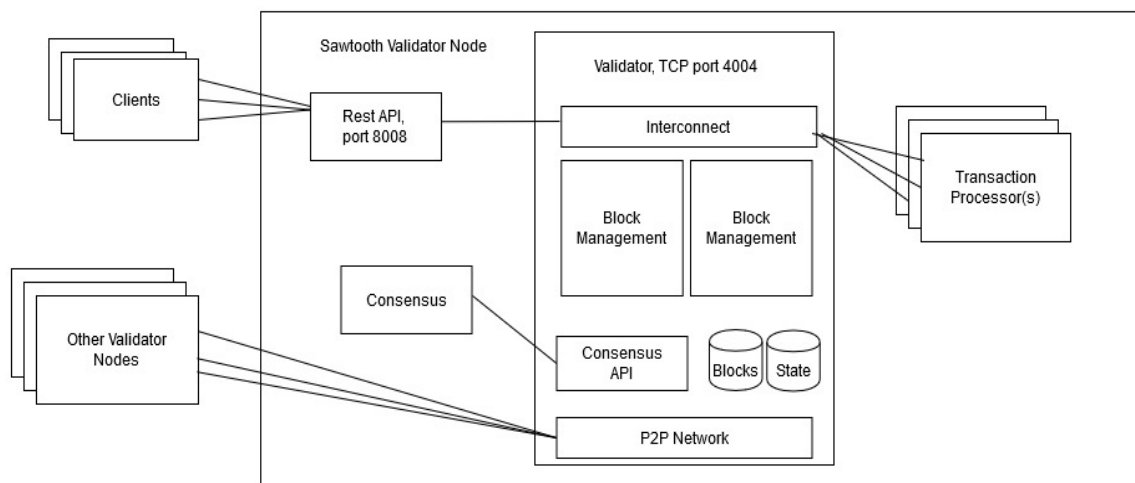 Sawtooth Validator Node
Validator, TCP port 4004
Clients
Rest API,
port 8008
Interconnect
Transaction
Processor(s)
Block
Management
Block
Management
Consensus
Other Validator
Nodes
Consensus
API
Blocks
State
P2P Network